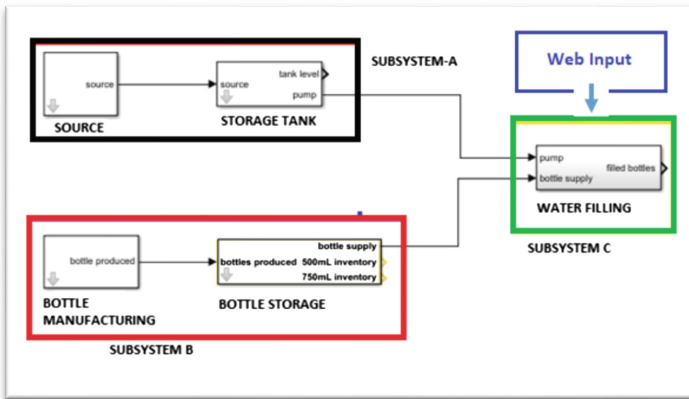 SUBSYSTEM-A
Web Input
source
source
tank level
pump
SOURCE
STORAGE TANK
pump
bottle supply
filled bottles
WATER FILLING
SUBSYSTEM C
bottle produced
bottles produced
bottle supply
500mL inventory
750mL inventory
BOTTLE
MANUFACTURING
BOTTLE STORAGE
SUBSYSTEM B